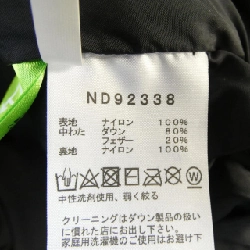 ND92338
表地 ナイロン 100%
中わた ダウン 80%
フェザー 20%
裏地 ナイロン 100%
中性洗剤使用、弱く絞る
クリーニングはダウン製品の扱い
に慣れた店にお出し下さい。
家庭用洗濯機のご使用はお避け下